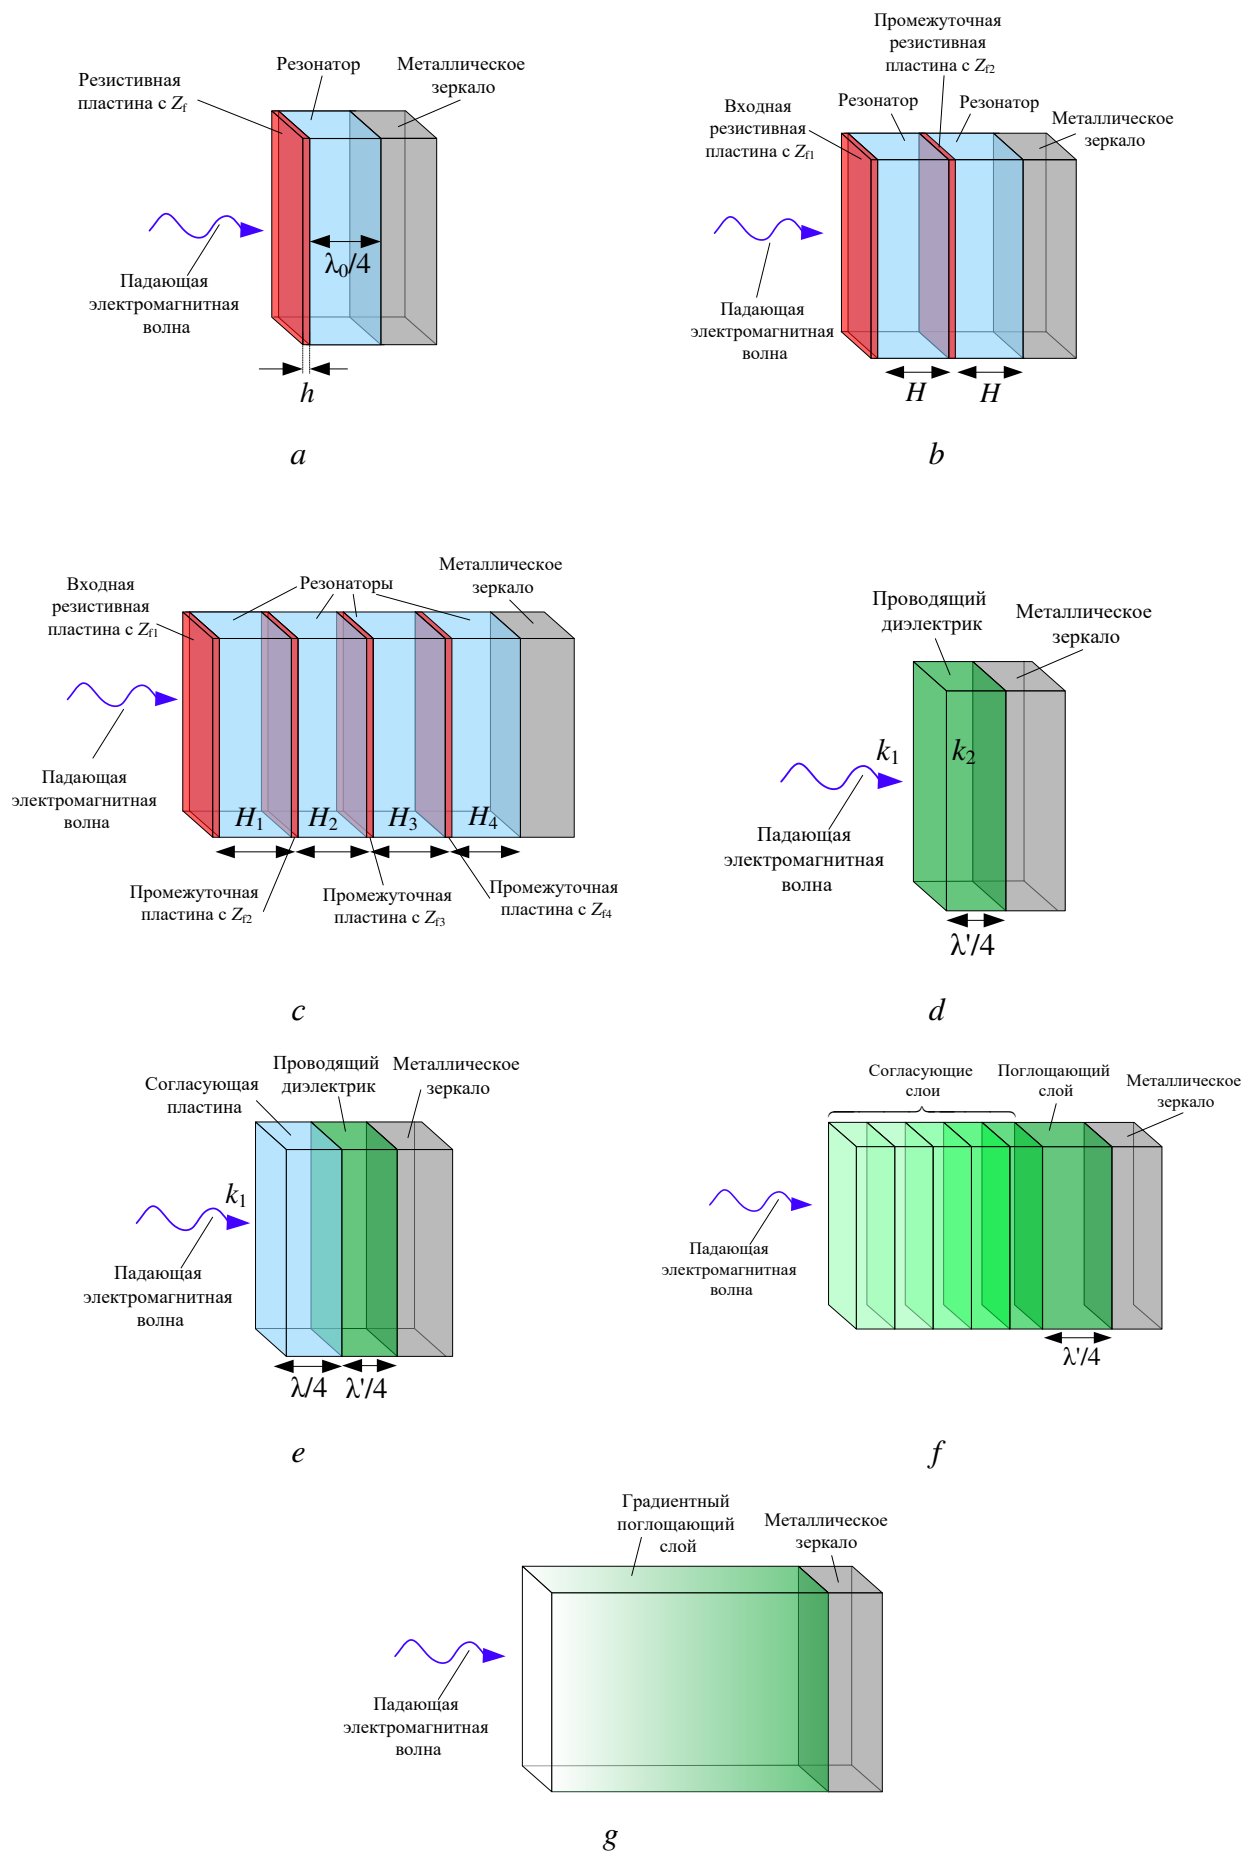 Резистивная
пластина с Zf
Резонатор
Металлическое
зеркало
λ0/4
Падающая
электромагнитная
волна
h
a
Промежуточная
резистивная
пластина с Zf2
Входная
резистивная
пластина с Zf1
Резонатор
Резонатор
Металлическое
зеркало
Падающая
электромагнитная
волна
H
H
b
Входная
резистивная
пластина с Zf1
Резонаторы
Металлическое
зеркало
Падающая
электромагнитная
волна
H1
H2
H3
H4
Промежуточная
пластина с Zf2
Промежуточная
пластина с Zf3
Промежуточная
пластина с Zf4
c
Проводящий
диэлектрик
Металлическое
зеркало
k1
k2
Падающая
электромагнитная
волна
λ'/4
d
Согласующая
пластина
Проводящий
диэлектрик
Металлическое
зеркало
k1
Падающая
электромагнитная
волна
λ/4
λ'/4
e
Согласующие
слои
Поглощающий
слой
Металлическое
зеркало
Падающая
электромагнитная
волна
λ'/4
f
Градиентный
поглощающий
слой
Металлическое
зеркало
Падающая
электромагнитная
волна
g